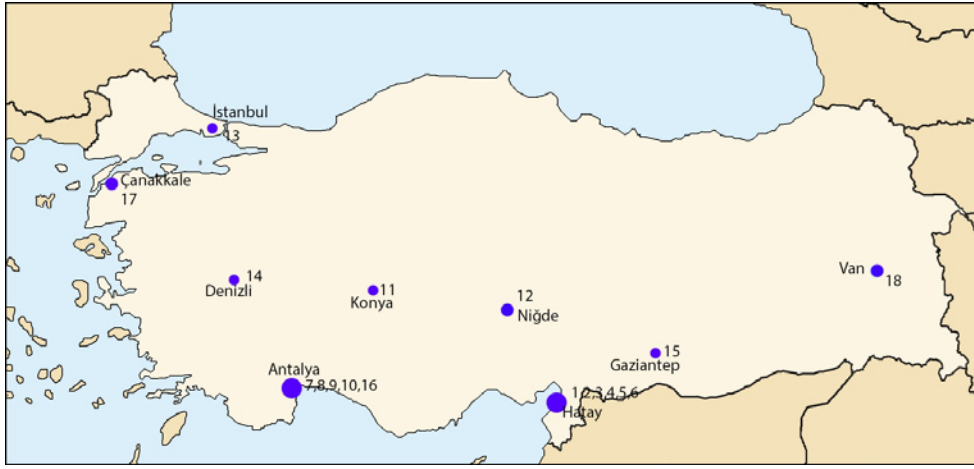 İstanbul
13
Çanakkale
17
14
Denizli
11
Konya
12
Niğde
Van
18
15
Gaziantep
Antalya
7,8,9,10,16
1,2,3,4,5,6
Hatay